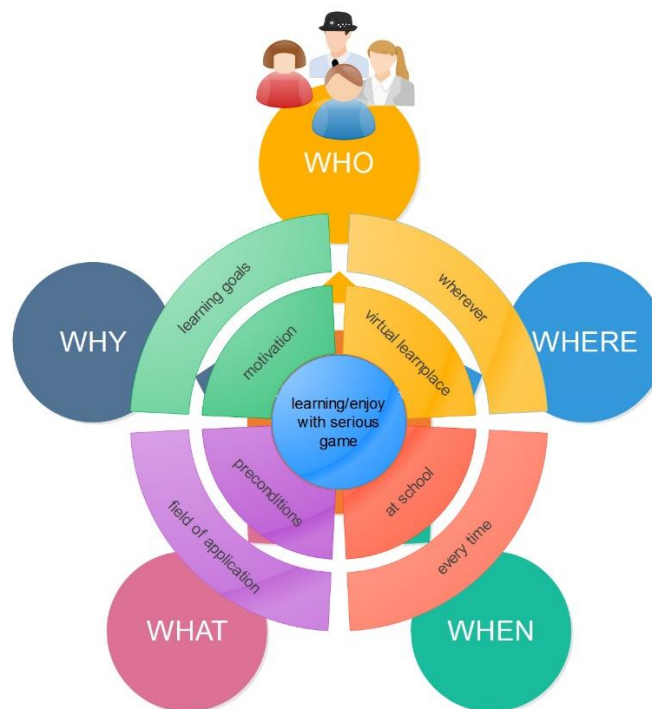 WHO
learning goals
wherever
WHY
motivation
virtual learnplace
WHERE
learning/enjoy
with serious
game
preconditions
at school
field of application
every time
WHAT
WHEN